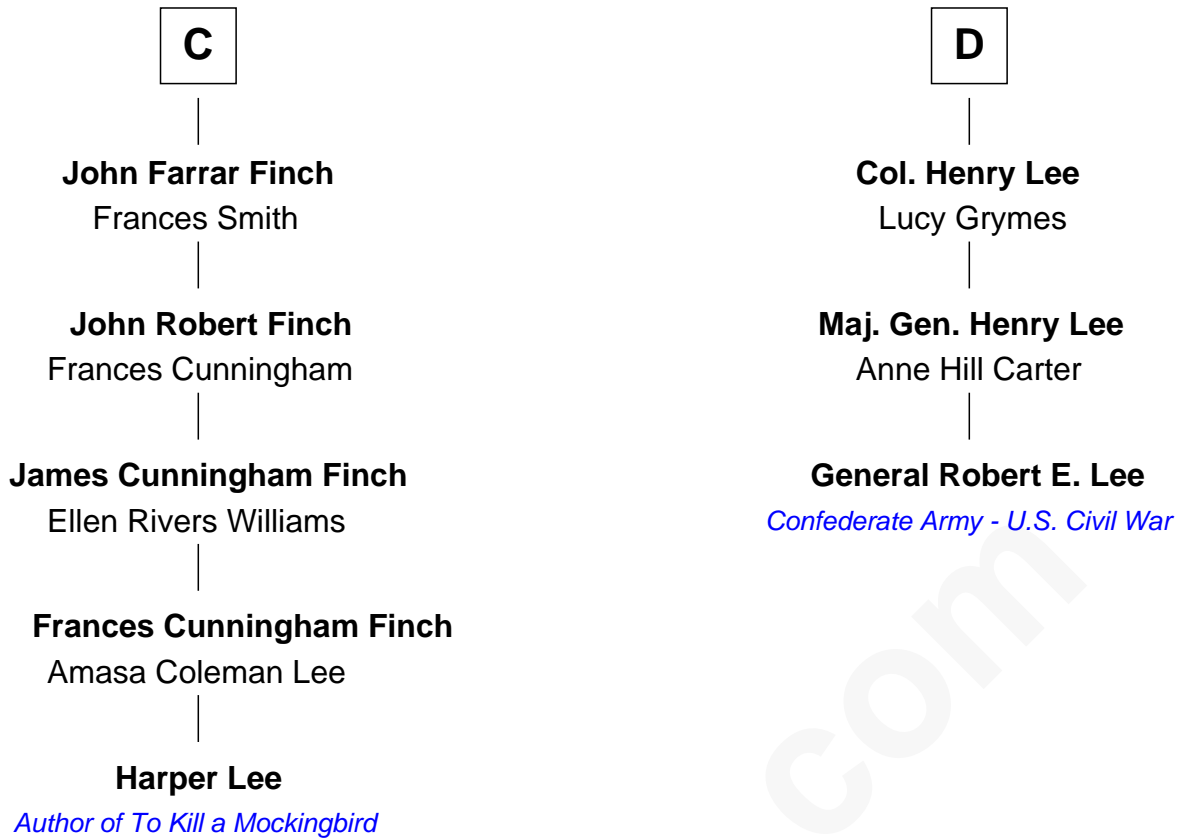 C
John Farrar Finch
Frances Smith
John Robert Finch
Frances Cunningham
James Cunningham Finch
Ellen Rivers Williams
Frances Cunningham Finch
Amasa Coleman Lee
Harper Lee
Author of To Kill a Mockingbird
D
Col. Henry Lee
Lucy Grymes
Maj. Gen. Henry Lee
Anne Hill Carter
General Robert E. Lee
Confederate Army - U.S. Civil War
com